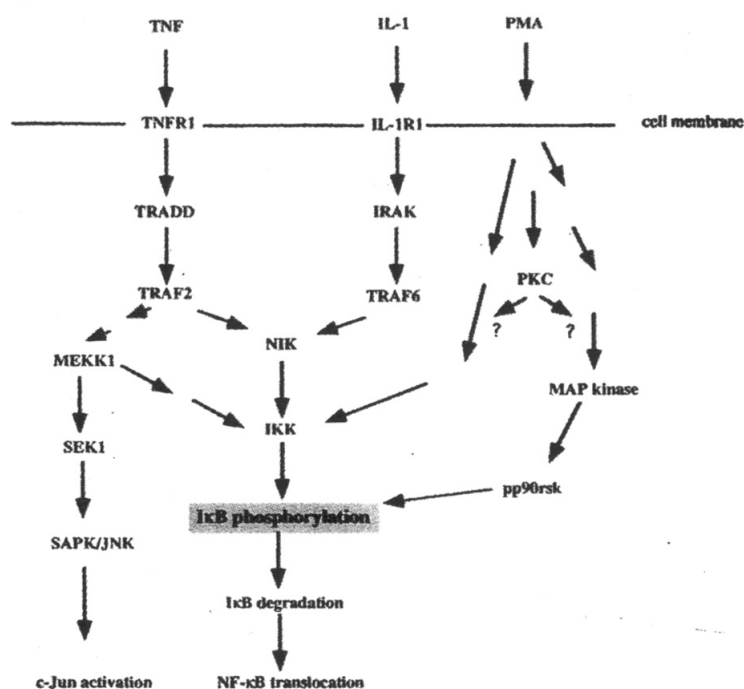 TNF
IL-1
PMA
TNFR1
IL-1R1
cell membrane
TRADD
IRAK
TRAF2
TRAF6
PKC
? ?
NIK
MEKK1
MAP kinase
IKK
SEK1
pp90rsk
IκB phosphorylation
SAPK/JNK
IκB degradation
c-Jun activation
NF-κB translocation